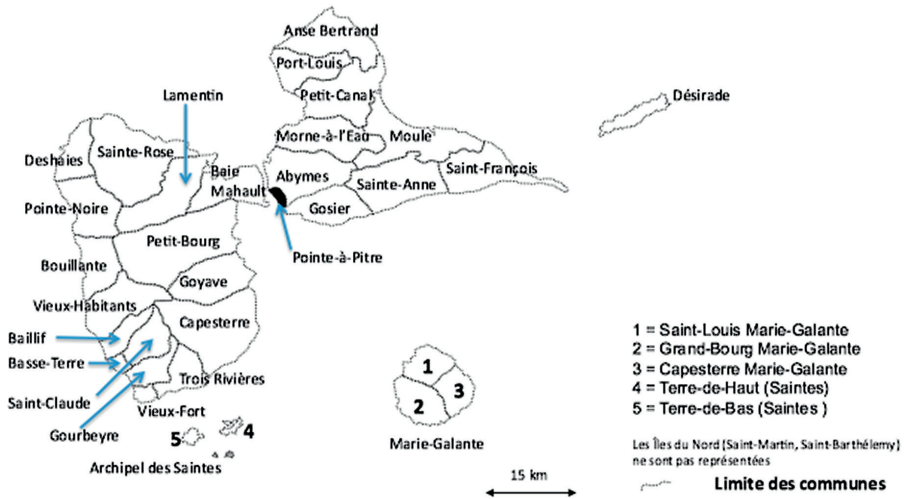 Anse Bertrand
Port-Louis
Petit-Canal
Lamentin
Désirade
Morne-à-l'Eau
Moule
Sainte-Rose
Deshaies
Saint-François
Baie
Mahault
Abymes
Sainte-Anne
Pointe-Noire
Gosier
Petit-Bourg
Pointe-à-Pitre
Bouillante
Goyave
Vieux-Habitants
Capesterre
Baillif
Basse-Terre
Trois Rivières
Saint-Claude
Vieux-Fort
Gourbeyre
5
4
Archipel des Saintes
1
2
3
Marie-Galante
1 = Saint-Louis Marie-Galante
2 = Grand-Bourg Marie-Galante
3 = Capesterre Marie-Galante
4 = Terre-de-Haut (Saintes)
5 = Terre-de-Bas (Saintes )
Les Îles du Nord (Saint-Martin, Saint-Barthélemy)
ne sont pas représentées
15 km
Limite des communes